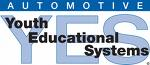 AUTOMOTIVE
YES
Youth
Educational
Systems
®